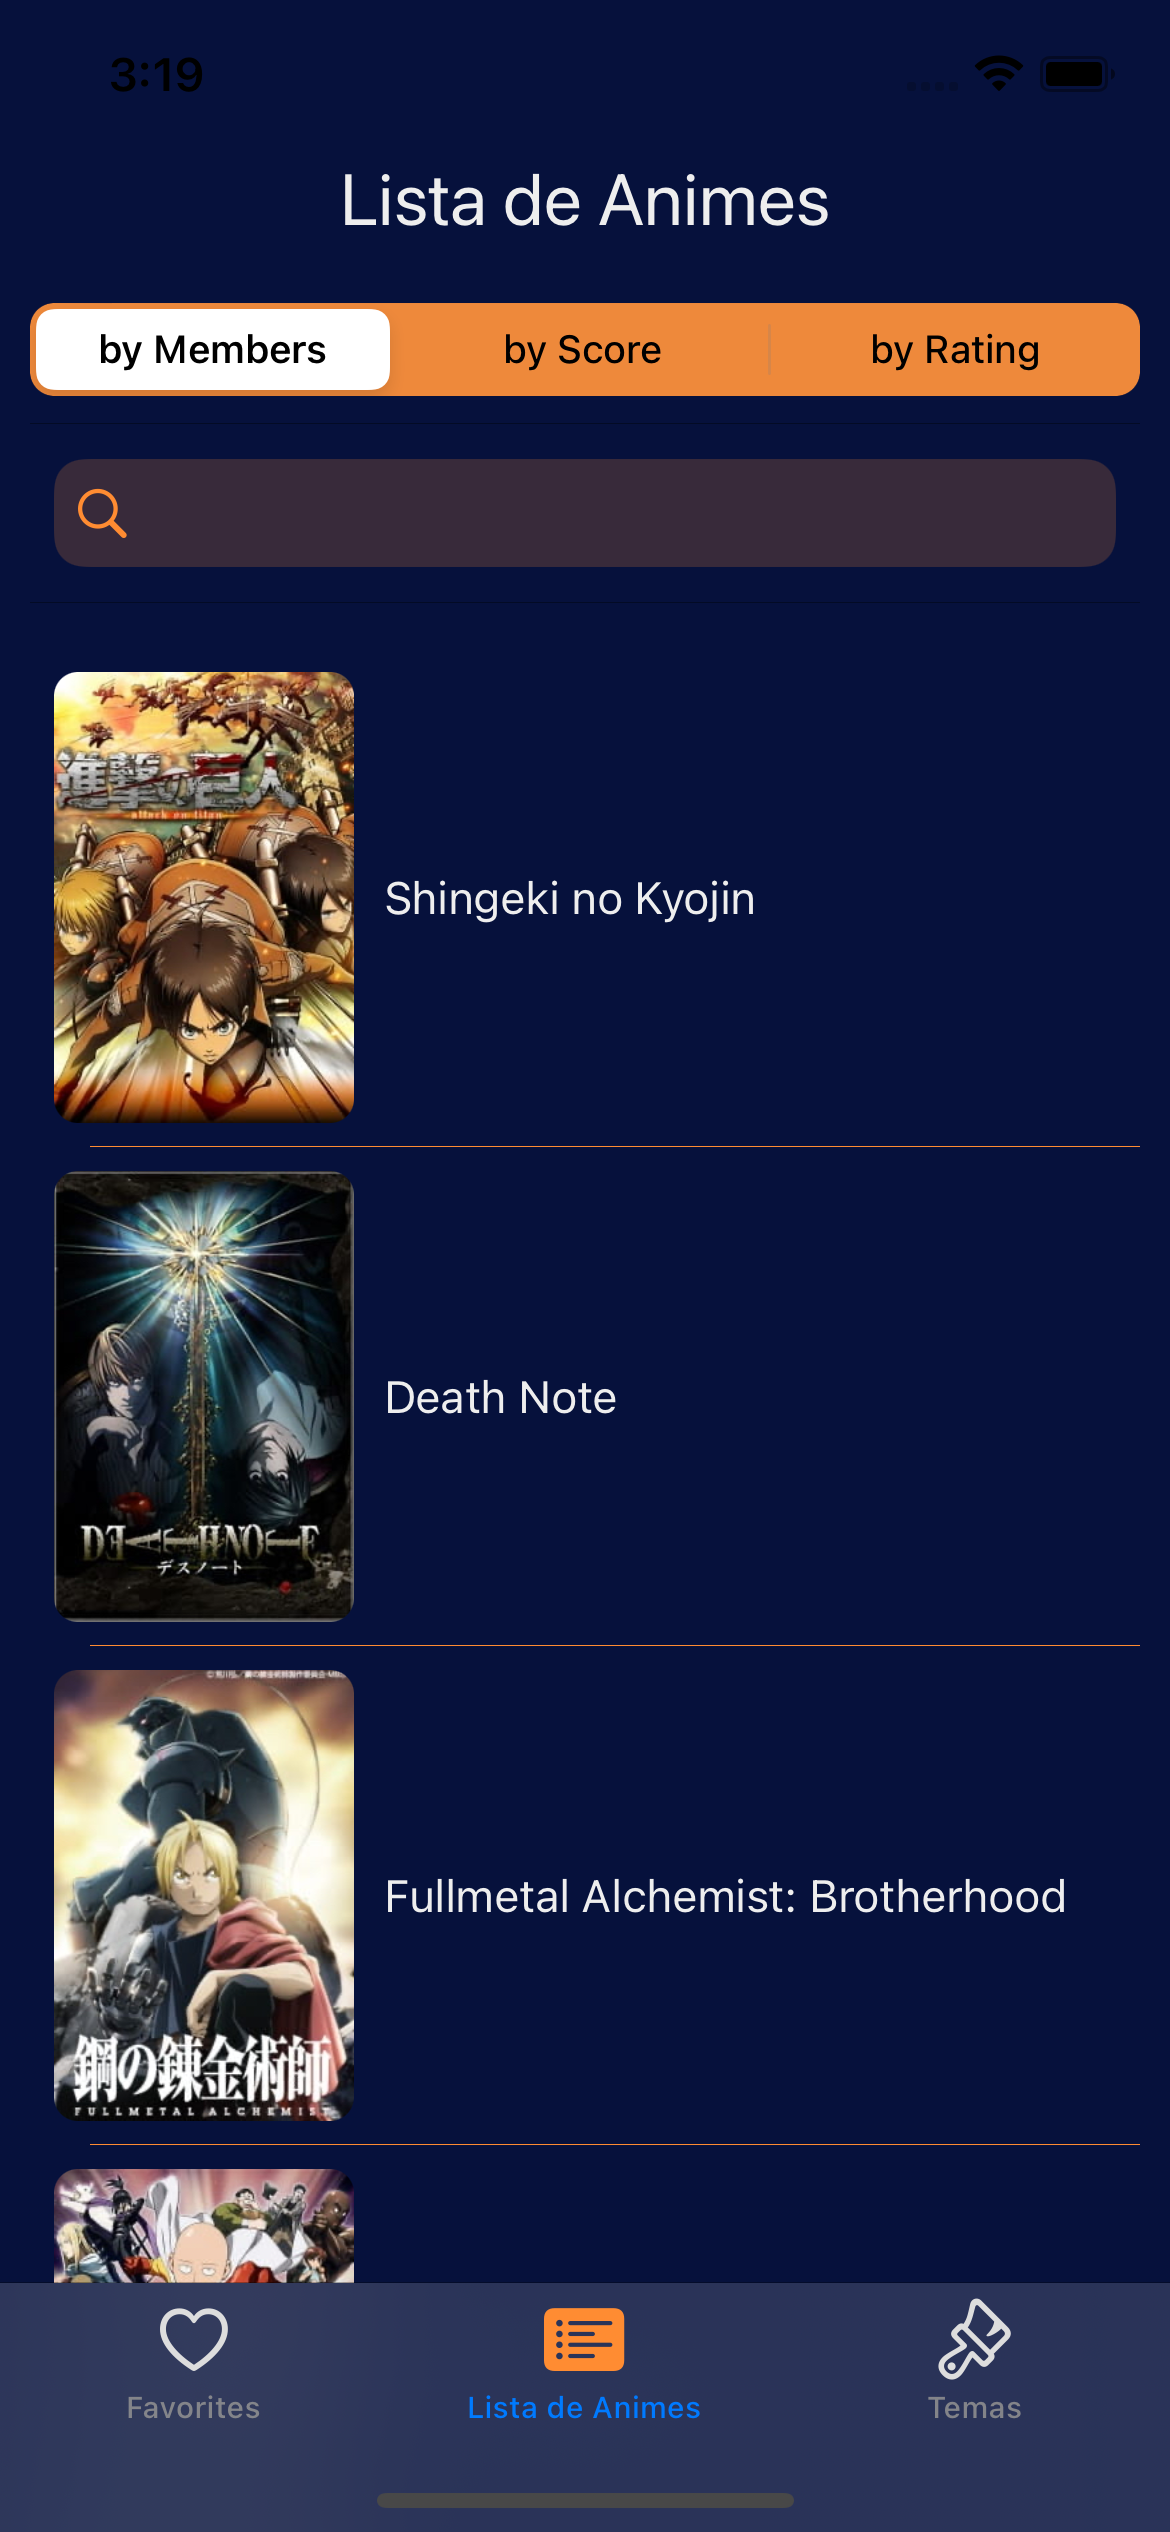 3:19
Lista de Animes
by Members
by Score
by Rating
進撃の巨人
attack on titan
Shingeki no Kyojin
DEATH NOTE
デスノート
Death Note
鋼の錬金術師
FULLMETAL ALCHEMIST
Fullmetal Alchemist: Brotherhood
Favorites
Lista de Animes
Temas